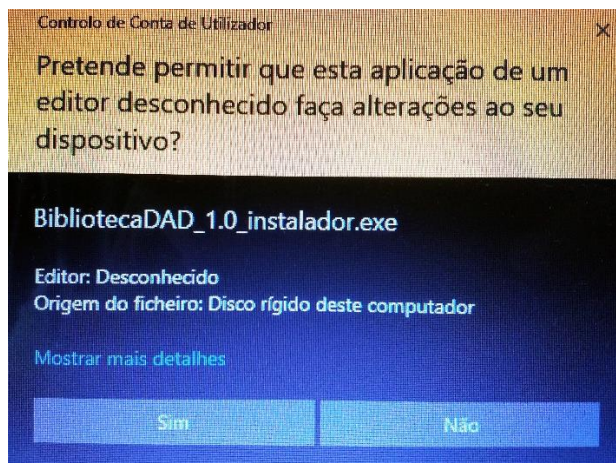 Controlo de Conta de Utilizador
Pretende permitir que esta aplicação de um
editor desconhecido faça alterações ao seu
dispositivo?
BibliotecaDAD_1.0_instalador.exe
Editor: Desconhecido
Origem do ficheiro: Disco rígido deste computador
Mostrar mais detalhes
Sim
Não